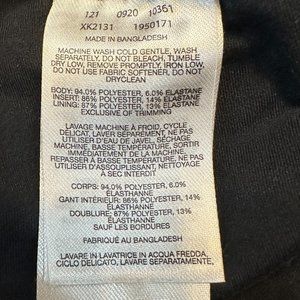 121 0920 10361
XK2131 1950171
MADE IN BANGLADESH
MACHINE WASH COLD GENTLE, WASH
SEPARATELY, DO NOT BLEACH, TUMBLE
DRY LOW, REMOVE PROMPTLY, IRON LOW,
DO NOT USE FABRIC SOFTENER, DO NOT
DRYCLEAN
BODY: 94.0% POLYESTER, 6.0% ELASTANE
INSERT: 86% POLYESTER, 14% ELASTANE
LINING: 87% POLYESTER, 13% ELASTANE
EXCLUSIVE OF TRIMMING
LAVAGE MACHINE À FROID, CYCLE
DÉLICAT, LAVER SÉPARÉMENT, NE PAS
UTILISER D'EAU DE JAVEL, SÉCHAGE
MACHINE, BASSE TEMPÉRATURE, SORTIR
IMMÉDIATEMENT DE LA MACHINE
REPASSER À BASSE TEMPÉRATURE, NE PAS
UTILISER D'ASSOUPLISSANT, NETTOYAGE
À SEC INTERDIT
CORPS: 94.0% POLYESTER, 6.0%
ÉLASTHANNE
GANT INTÉRIEUR: 86% POLYESTER, 14%
ÉLASTHANNE
DOUBLURE: 87% POLYESTER, 13%
ÉLASTHANNE
SAUF LES BORDURES
FABRIQUÉ AU BANGLADESH
LAVARE IN LAVATRICE IN ACQUA FREDDA,
CICLO DELICATO, LAVARE SEPARATAMENTE,